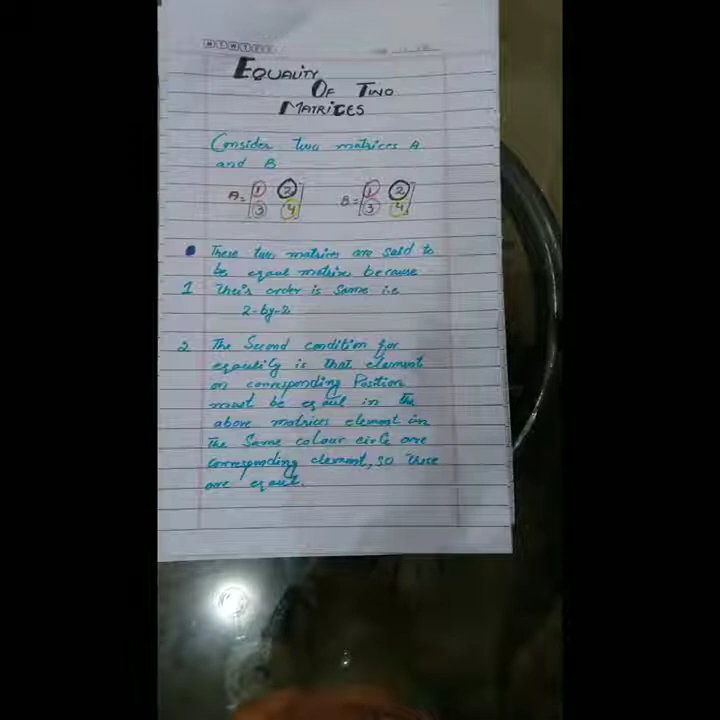 M T W T F S
EQUALITY
OF TWO
MATRICES
Consider two matrices A
and B
A= 1 2 B= 1 2
3 4 3 4
These two matrices are said to
be equal matrix because
1 Their order is same i.e
2-by-2
2 The Second condition for
equality is that element
on corresponding Position
must be equal in the
above matrices element in
The Same colour circle are
corresponding element, so these
are equal.